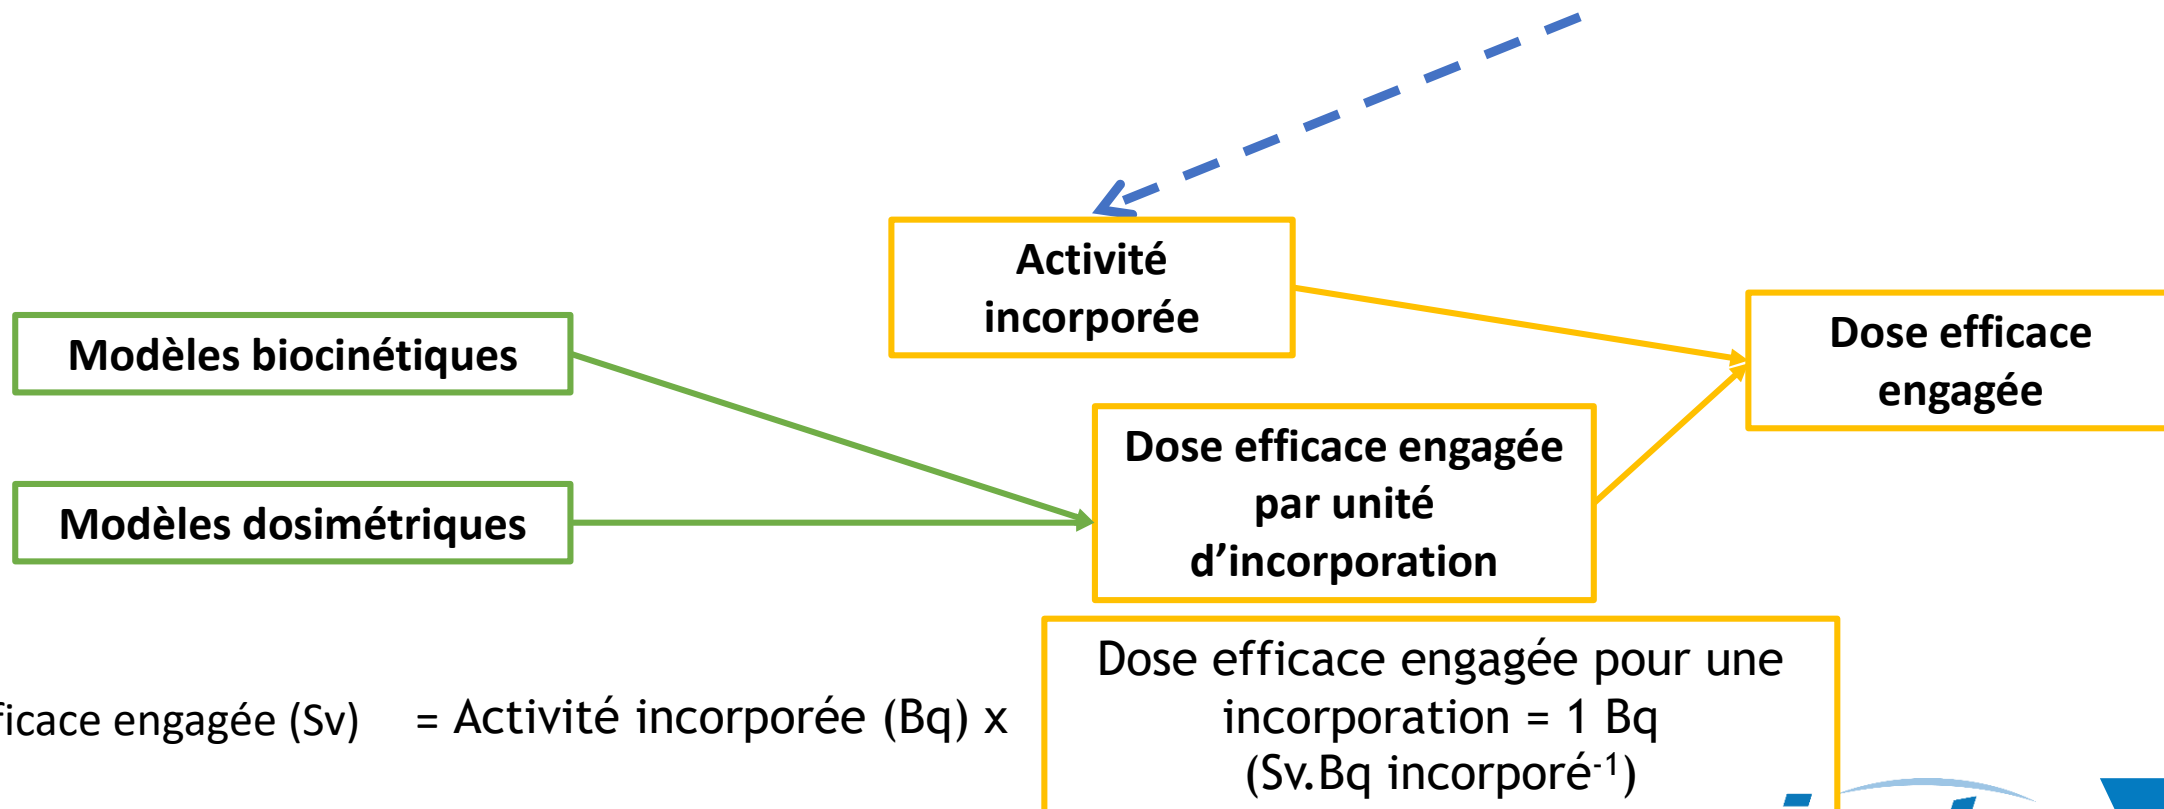 Activité
incorporée
Modèles biocinétiques
Dose efficace
engagée
Dose efficace engagée
par unité
d’incorporation
Modèles dosimétriques
Dose efficace engagée pour une
incorporation = 1 Bq
(Sv.Bq incorporé-1)
engagée (Sv) = Activité incorporée (Bq) x